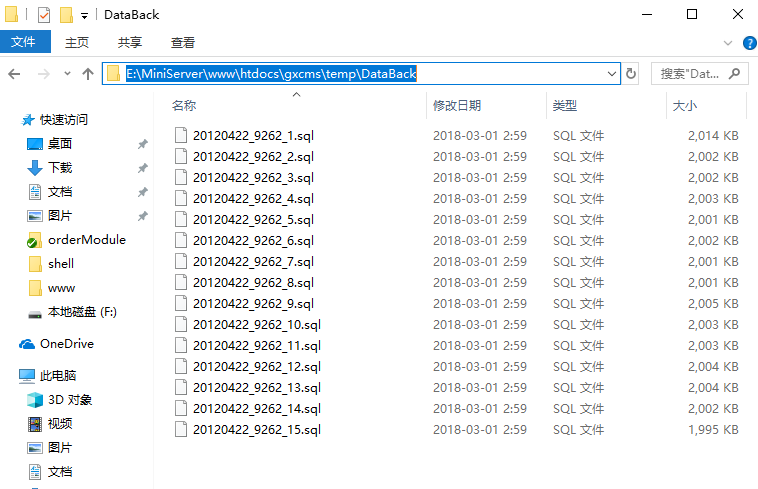 DataBack
文件 主页 共享 查看
E:\MiniServer\www\htdocs\gxcms\temp\DataBack 搜索"Dat...
名称 修改日期 类型 大小
快速访问
桌面
下载
文档
图片
orderModule
shell
www
本地磁盘 (F:)
OneDrive
此电脑
3D 对象
视频
图片
文档
20120422_9262_1.sql 2018-03-01 2:59 SQL 文件 2,014 KB
20120422_9262_2.sql 2018-03-01 2:59 SQL 文件 2,002 KB
20120422_9262_3.sql 2018-03-01 2:59 SQL 文件 2,002 KB
20120422_9262_4.sql 2018-03-01 2:59 SQL 文件 2,003 KB
20120422_9262_5.sql 2018-03-01 2:59 SQL 文件 2,001 KB
20120422_9262_6.sql 2018-03-01 2:59 SQL 文件 2,002 KB
20120422_9262_7.sql 2018-03-01 2:59 SQL 文件 2,001 KB
20120422_9262_8.sql 2018-03-01 2:59 SQL 文件 2,001 KB
20120422_9262_9.sql 2018-03-01 2:59 SQL 文件 2,005 KB
20120422_9262_10.sql 2018-03-01 2:59 SQL 文件 2,003 KB
20120422_9262_11.sql 2018-03-01 2:59 SQL 文件 2,003 KB
20120422_9262_12.sql 2018-03-01 2:59 SQL 文件 2,004 KB
20120422_9262_13.sql 2018-03-01 2:59 SQL 文件 2,004 KB
20120422_9262_14.sql 2018-03-01 2:59 SQL 文件 2,002 KB
20120422_9262_15.sql 2018-03-01 2:59 SQL 文件 1,995 KB